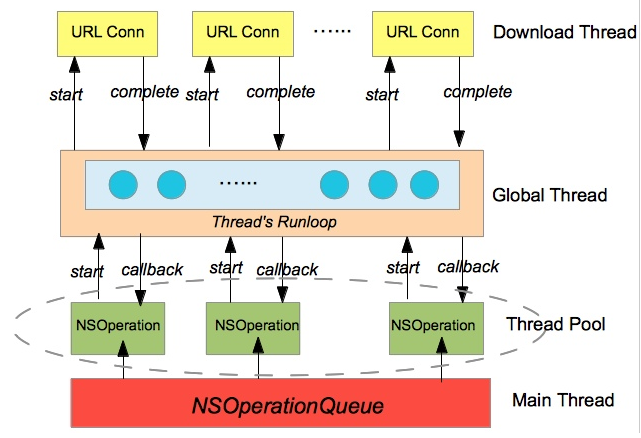 URL Conn URL Conn ...... URL Conn Download Thread
start complete start complete start complete
...... Global Thread
Thread's Runloop
start callback start callback start callback
NSOperation NSOperation NSOperation Thread Pool
NSOperationQueue Main Thread